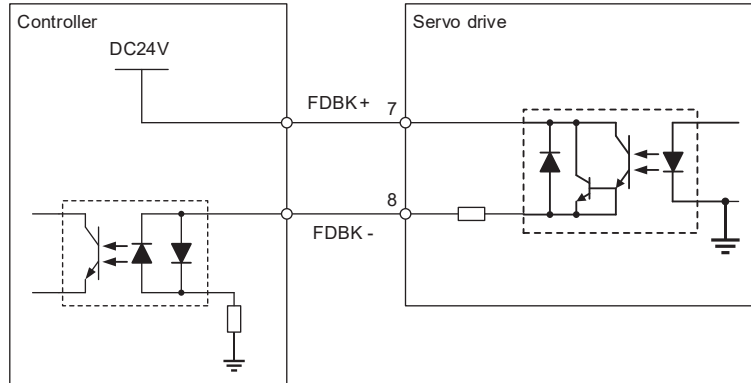 Controller
Servo drive
DC24V
FDBK+
7
8
FDBK-